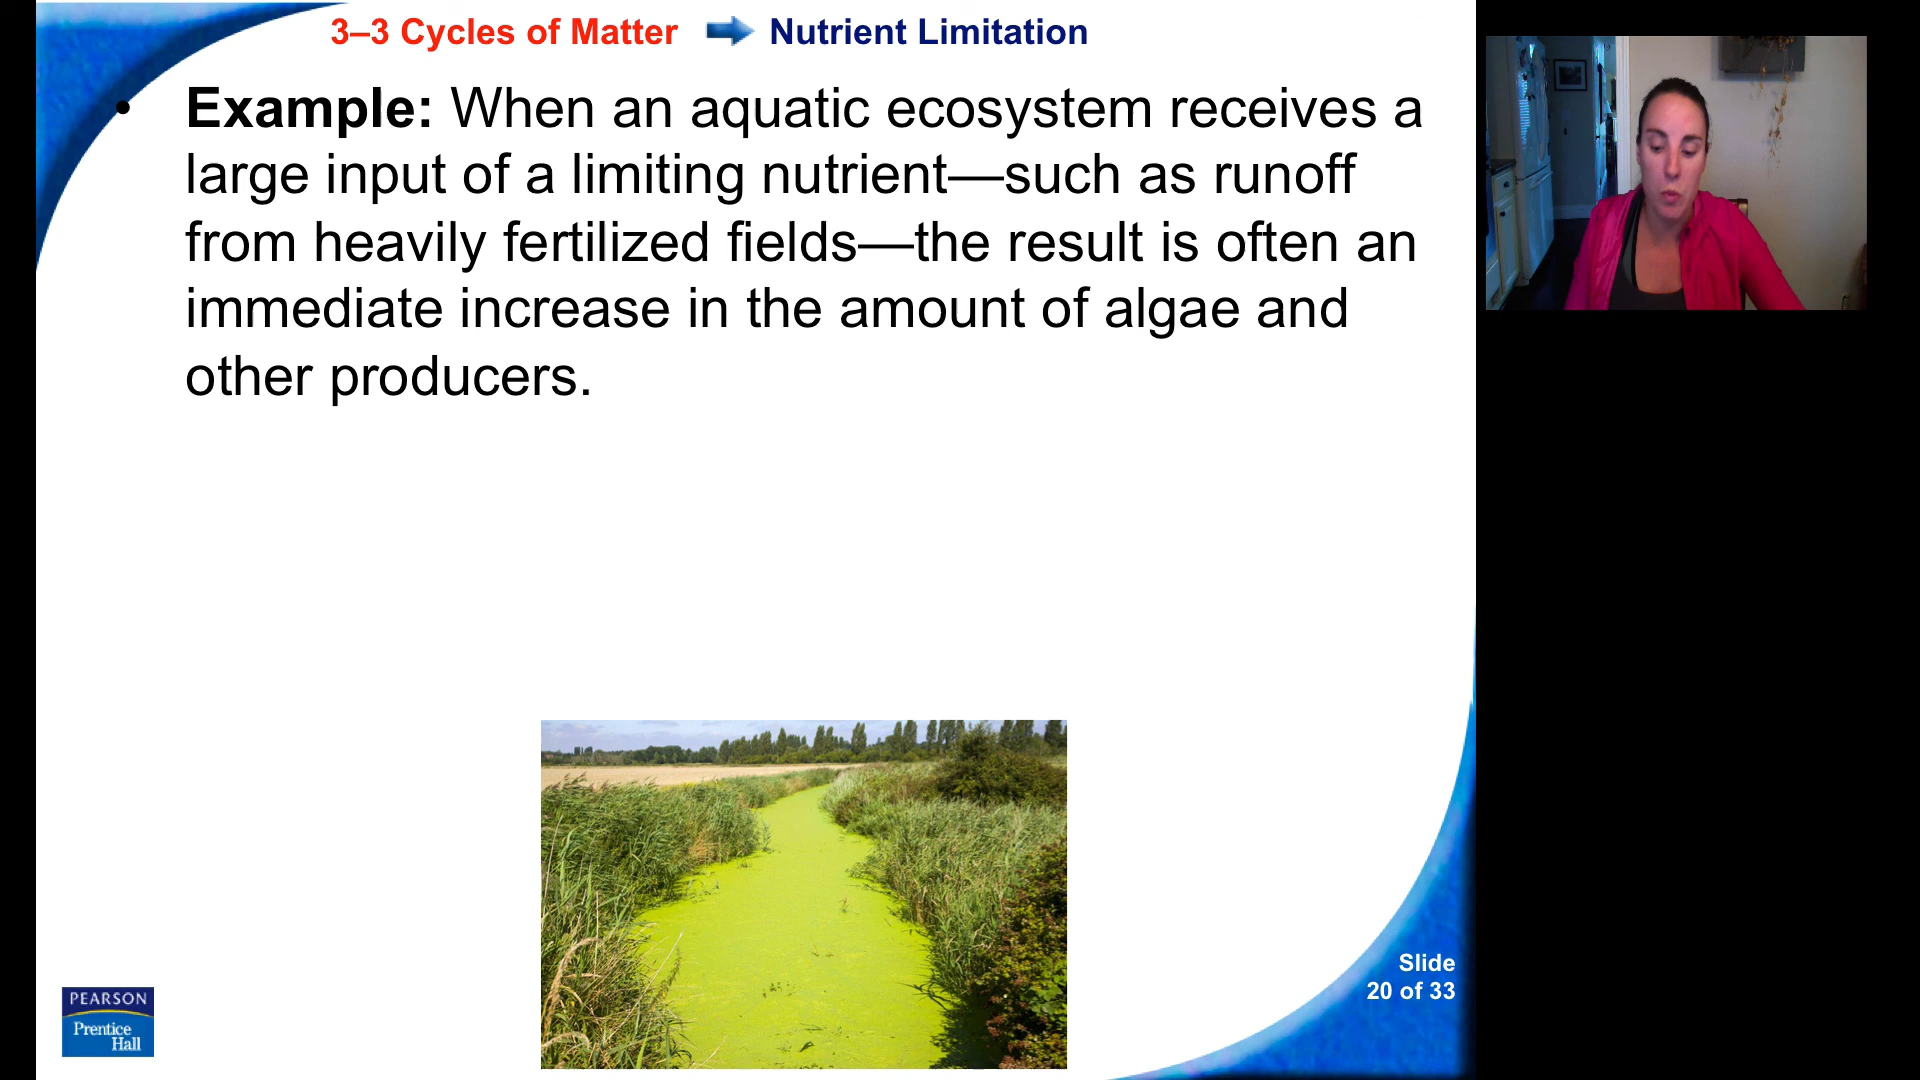 3–3 Cycles of Matter Nutrient Limitation
• Example: When an aquatic ecosystem receives a
large input of a limiting nutrient—such as runoff
from heavily fertilized fields—the result is often an
immediate increase in the amount of algae and
other producers.
Slide
20 of 33
PEARSON
Prentice
Hall